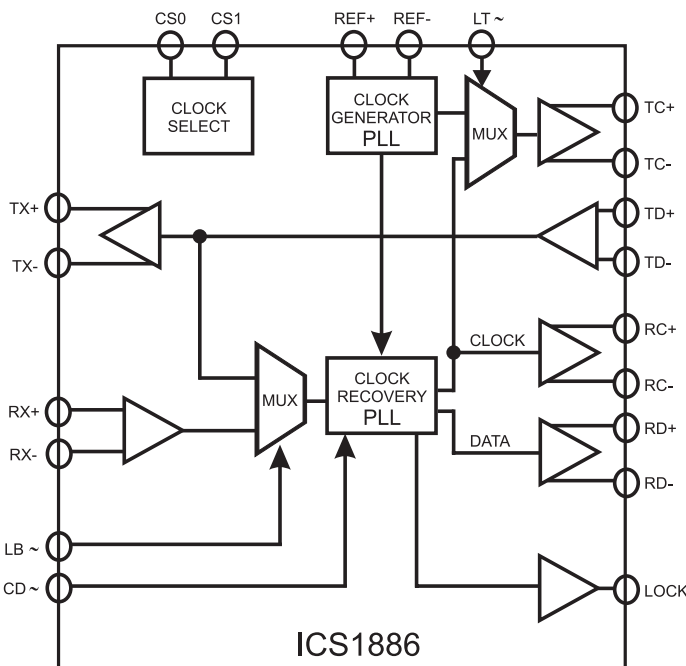 CS0 CS1 REF+ REF- LT ~
CLOCK
SELECT
CLOCK
GENERATOR
PLL
MUX
TC+
TC-
TX+
TX-
TD+
TD-
RC+
RC-
CLOCK
MUX
CLOCK
RECOVERY
PLL
RX+
RX-
RD+
RD-
DATA
LB ~
CD ~
LOCK
ICS1886